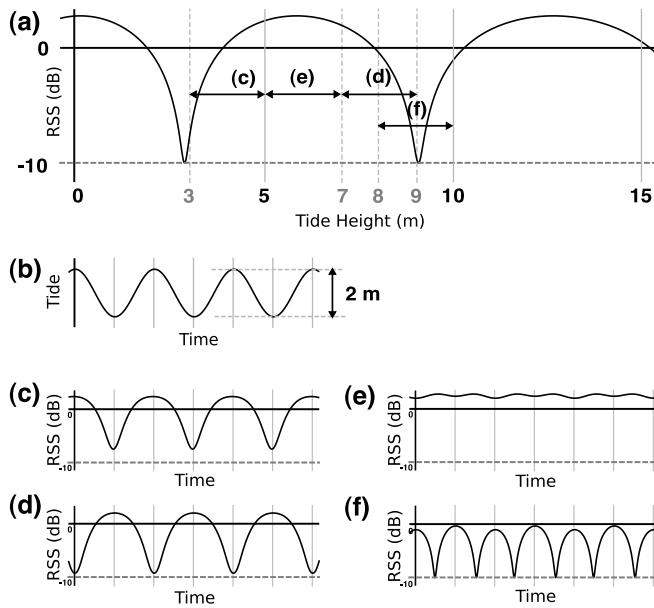 (a)
RSS (dB)
0
-10
(c)
(e)
(d)
(f)
0
3
5
7
8
9
10
15
Tide Height (m)
(b)
Tide
2 m
Time
(c)
RSS (dB)
0
-10
Time
(e)
RSS (dB)
0
-10
Time
(d)
RSS (dB)
0
-10
Time
(f)
RSS (dB)
0
-10
Time